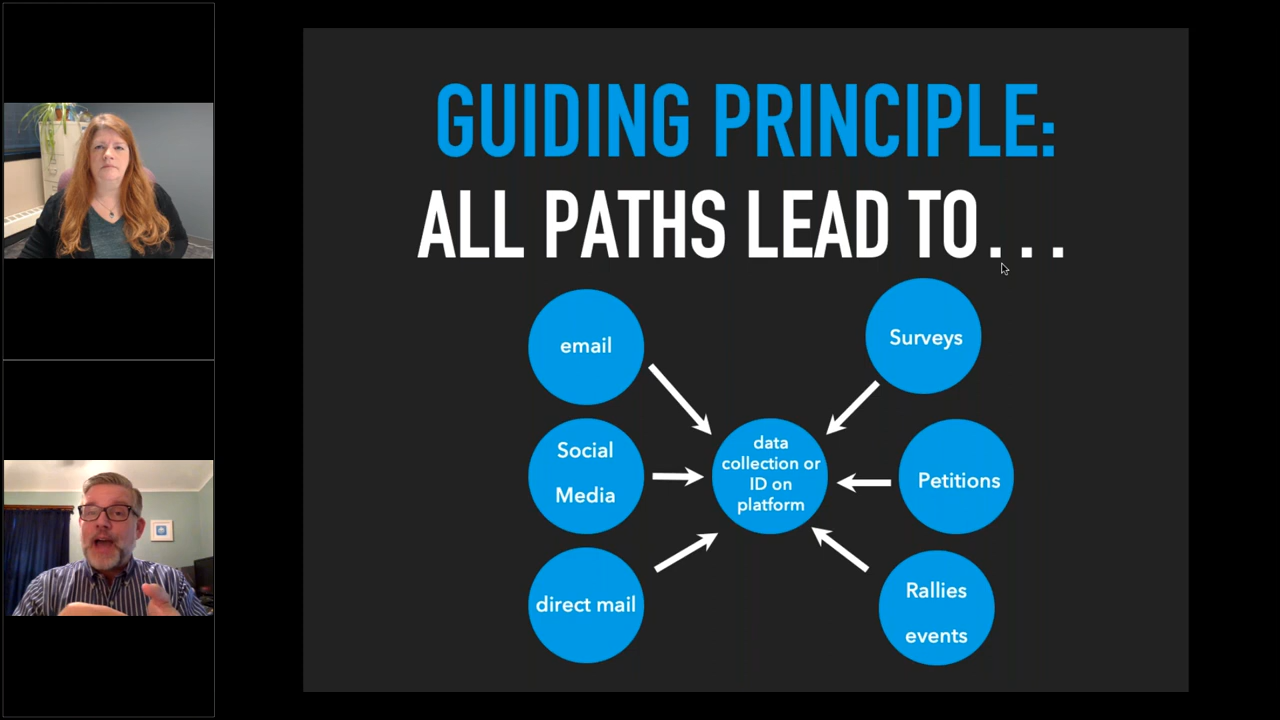 GUIDING PRINCIPLE:
ALL PATHS LEAD TO...
email
Social
Media
direct mail
data
collection or
ID on
platform
Surveys
Petitions
Rallies
events